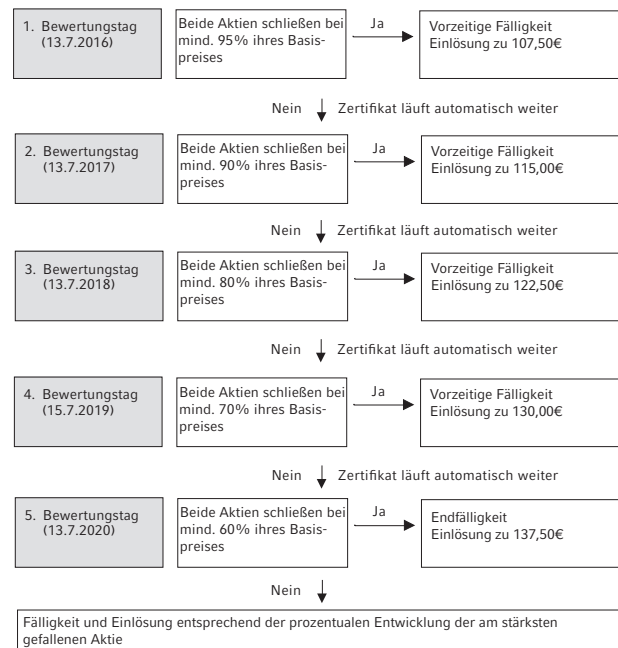 1. Bewertungstag
(13.7.2016)
Beide Aktien schließen bei
mind. 95% ihres Basis-
preises
Ja
Vorzeitige Fälligkeit
Einlösung zu 107,50€
Nein
Zertifikat läuft automatisch weiter
2. Bewertungstag
(13.7.2017)
Beide Aktien schließen bei
mind. 90% ihres Basis-
preises
Ja
Vorzeitige Fälligkeit
Einlösung zu 115,00€
Nein
Zertifikat läuft automatisch weiter
3. Bewertungstag
(13.7.2018)
Beide Aktien schließen bei
mind. 80% ihres Basis-
preises
Ja
Vorzeitige Fälligkeit
Einlösung zu 122,50€
Nein
Zertifikat läuft automatisch weiter
4. Bewertungstag
(15.7.2019)
Beide Aktien schließen bei
mind. 70% ihres Basis-
preises
Ja
Vorzeitige Fälligkeit
Einlösung zu 130,00€
Nein
Zertifikat läuft automatisch weiter
5. Bewertungstag
(13.7.2020)
Beide Aktien schließen bei
mind. 60% ihres Basis-
preises
Ja
Endfälligkeit
Einlösung zu 137,50€
Nein
Fälligkeit und Einlösung entsprechend der prozentualen Entwicklung der am stärksten
gefallenen Aktie